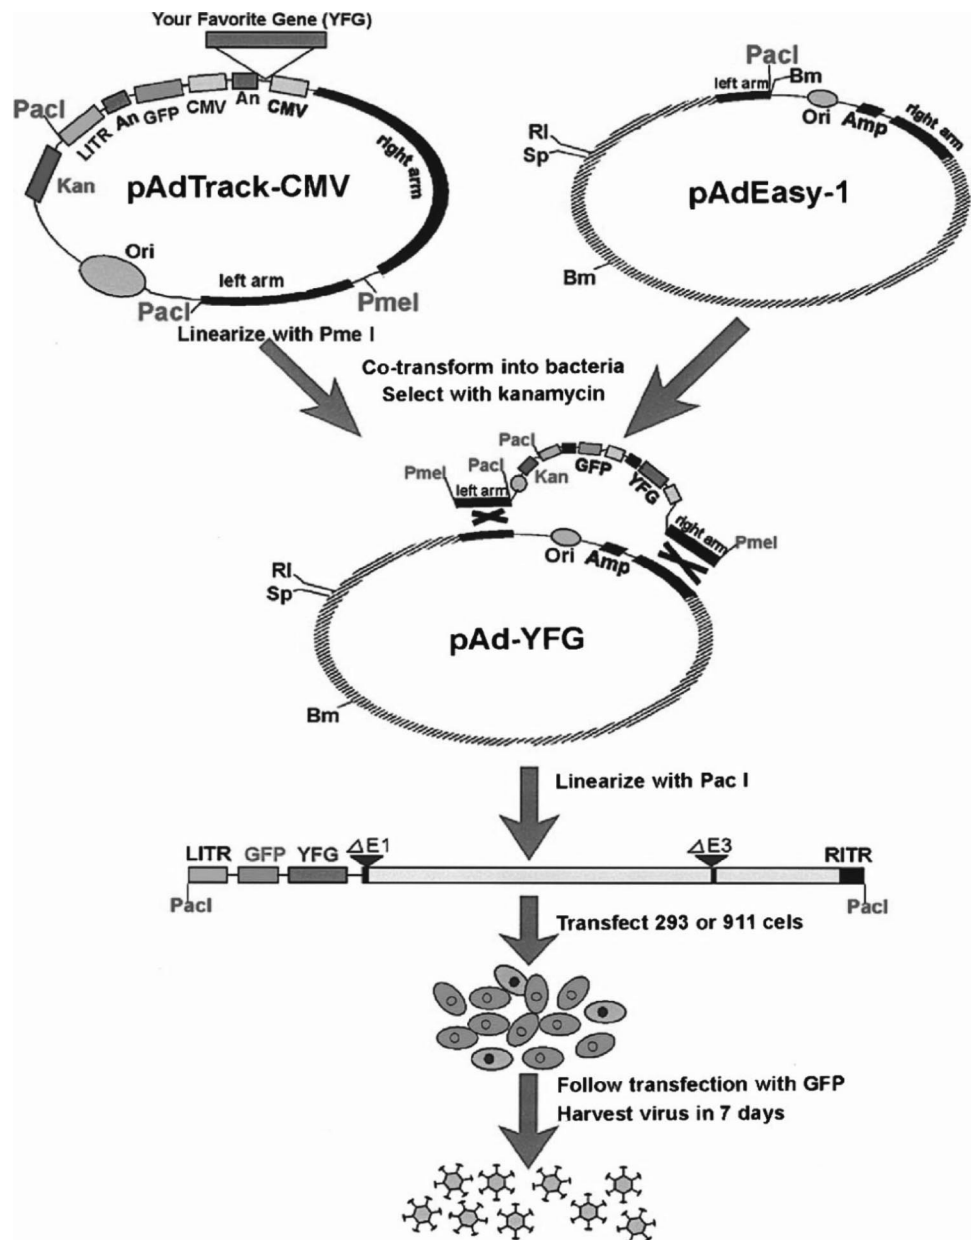 Your Favorite Gene (YFG)
PacI
LITR
An
GFP
CMV
An
CMV
right arm
Kan
pAdTrack-CMV
Ori
left arm
PacI
PmeI
Linearize with Pme I
PacI
left arm
Bm
Ori
Amp
right arm
RI
Sp
pAdEasy-1
Bm
Co-transform into bacteria
Select with kanamycin
PacI
PacI
PmeI
left arm
Kan
GFP
YFG
right arm
PmeI
Ori
Amp
RI
Sp
pAd-YFG
Bm
Linearize with Pac I
LITR GFP YFG △E1 △E3 RITR
PacI PacI
Transfect 293 or 911 cels
Follow transfection with GFP
Harvest virus in 7 days